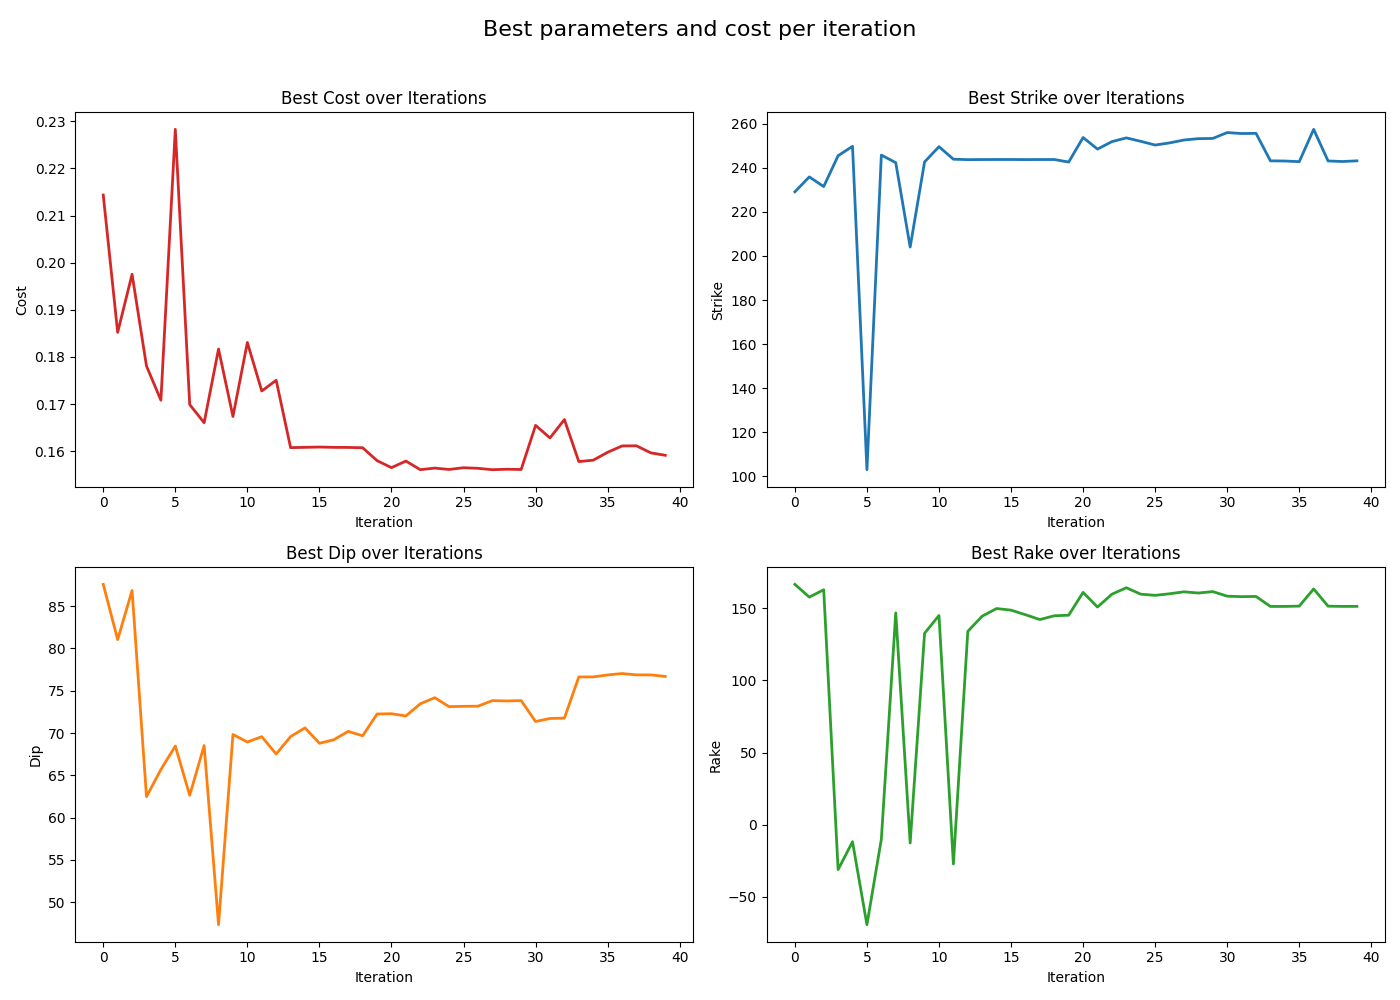 Best parameters and cost per iteration
Best Cost over Iterations
0.23
0.22
0.21
0.20
0.19
0.18
0.17
0.16
Cost
0 5 10 15 20 25 30 35 40
Iteration
Best Strike over Iterations
260
240
220
200
180
160
140
120
100
Strike
0 5 10 15 20 25 30 35 40
Iteration
Best Dip over Iterations
85
80
75
70
65
60
55
50
Dip
0 5 10 15 20 25 30 35 40
Iteration
Best Rake over Iterations
150
100
50
0
−50
Rake
0 5 10 15 20 25 30 35 40
Iteration